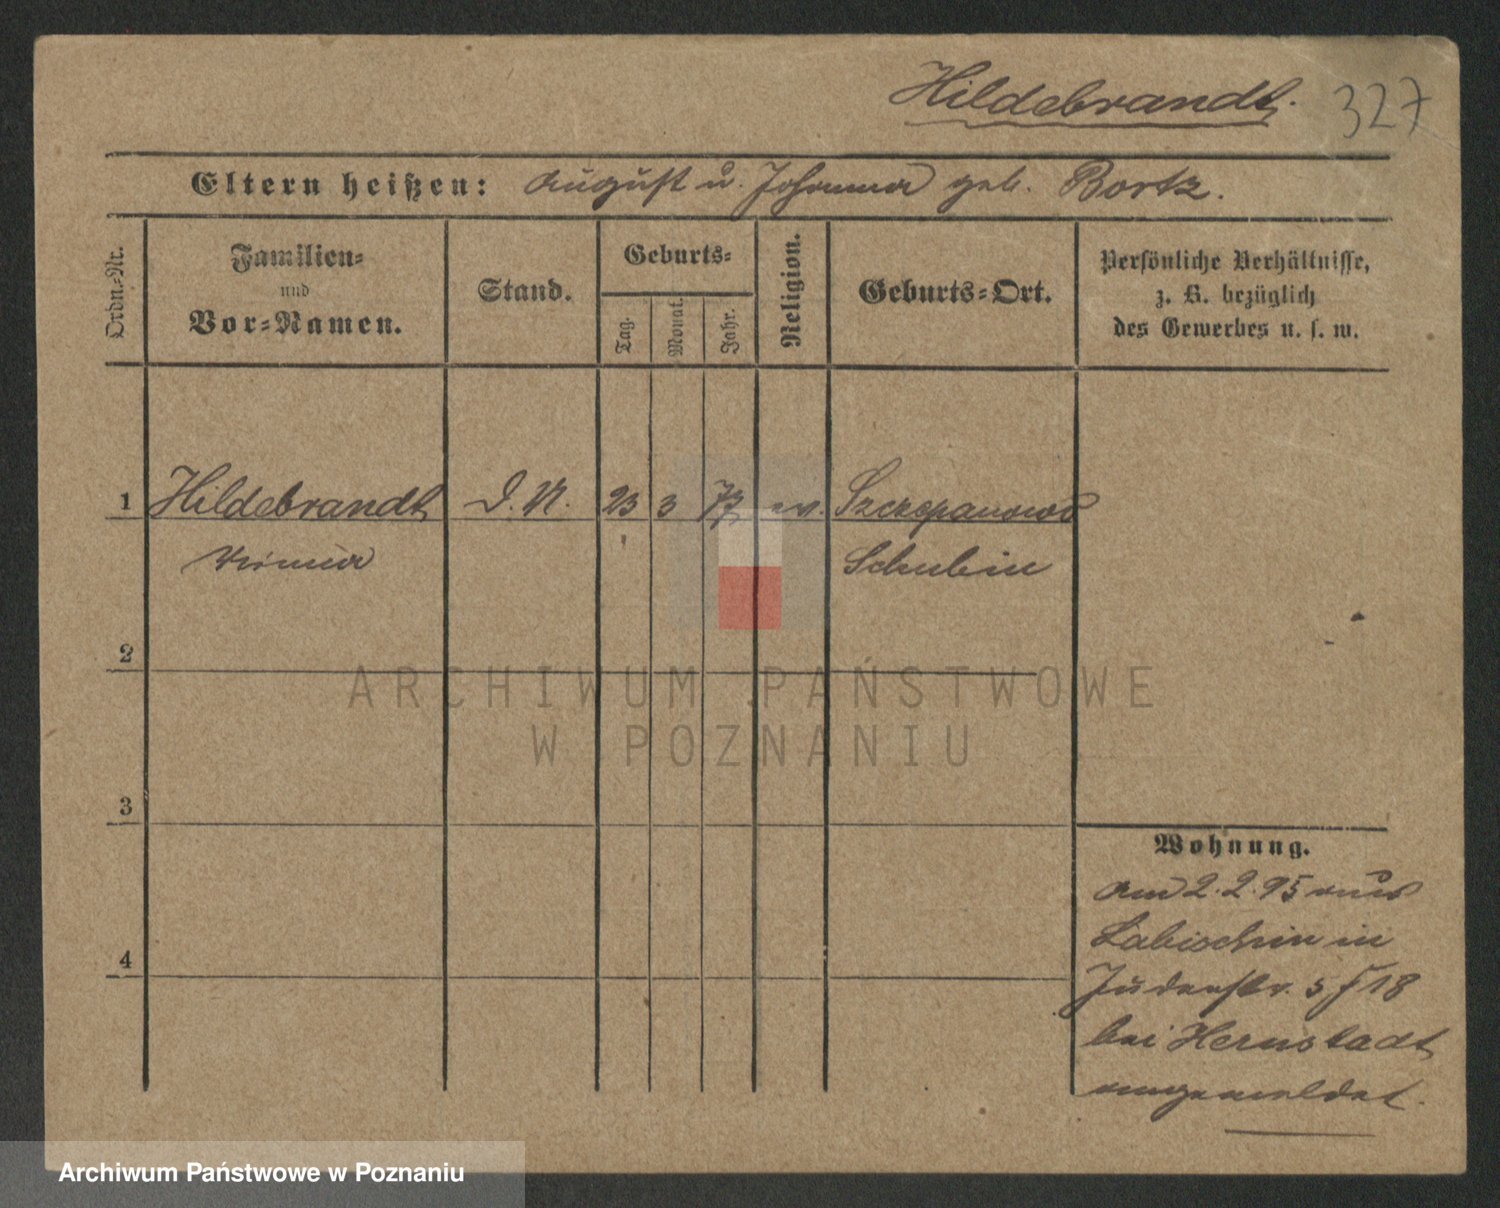 Hildebrandt. 327
Eltern heißen: August u. Johanna geb. Bortz.
Ordn.-Nr.
Familien-
und
Vor-Namen.
Stand.
Geburts-
Tag.
Monat.
Jahr.
Religion.
Geburts-Ort.
Persönliche Verhältnisse,
z. B. bezüglich
des Gewerbes u. s. w.
1 Hildebrandt D. M. 23 3 77 ev. Szczepanowo
Schubin
2
3
4
Wohnung.
am 2.2.95 aus
Labischin in
Judenstr. 18
bei Hernstadt
angemeldet.
ARCHIWUM PAŃSTWOWE
W POZNANIU
Archiwum Państwowe w Poznaniu